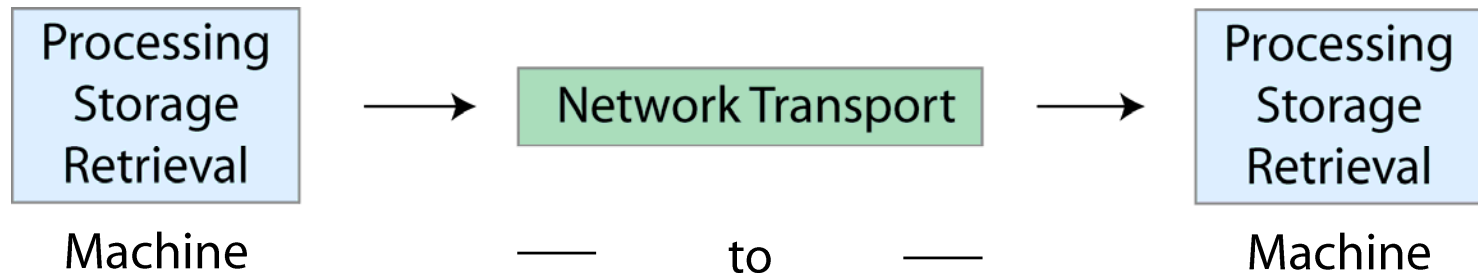 Processing
Storage
Retrieval
Network Transport
Processing
Storage
Retrieval
Machine — to — Machine